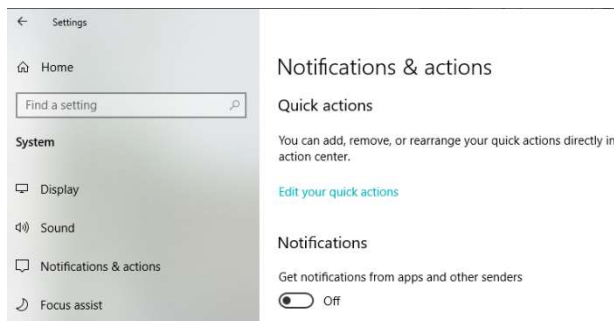 Settings
Home
Find a setting
System
Display
Sound
Notifications & actions
Focus assist
Notifications & actions
Quick actions
You can add, remove, or rearrange your quick actions directly in
action center.
Edit your quick actions
Notifications
Get notifications from apps and other senders
Off